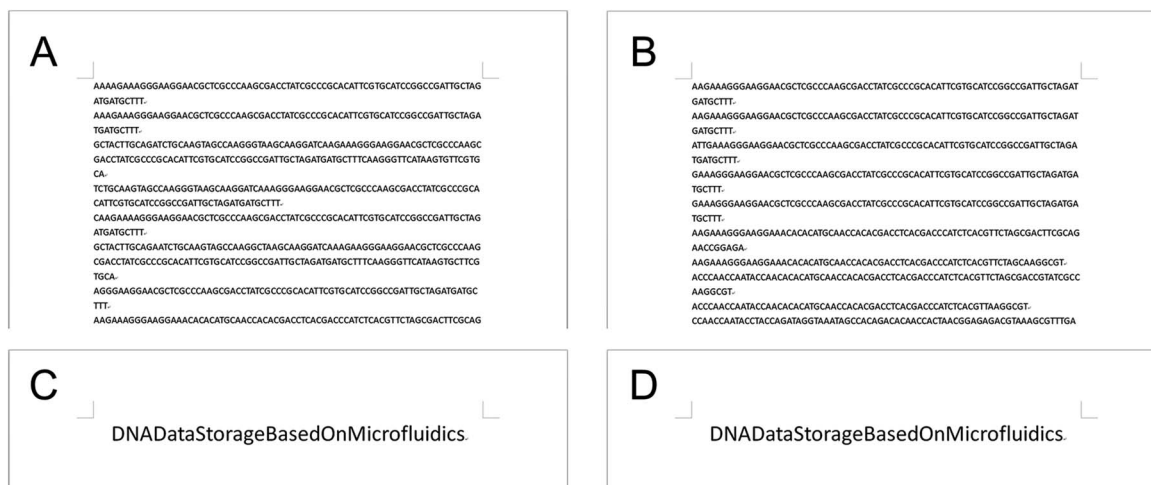 A
AAAAGAAAGGGAAGGAACGCTCGCCCAAGCGACCTATCGCCCGCACATTCGTGCATCCGGCCGATTGCTAG
ATGATGCTTT
AAAGAAAGGGAAGGAACGCTCGCCCAAGCGACCTATCGCCCGCACATTCGTGCATCCGGCCGATTGCTAGA
TGATGCTTT
GCTACTTGCAGATCTGCAAGTAGCCAAGGGTAAGCAAGGATCAAGAAAGGGAAGGAACGCTCGCCCAAGC
GACCTATCGCCCGCACATTCGTGCATCCGGCCGATTGCTAGATGATGCTTTCAAGGGTTCATAAGTGTTCGTG
CA
TCTGCAAGTAGCCAAGGGTAAGCAAGGATCAAAGGGAAGGAACGCTCGCCCAAGCGACCTATCGCCCGCA
CATTCGTGCATCCGGCCGATTGCTAGATGATGCTTT
CAAGAAAAGGGAAGGAACGCTCGCCCAAGCGACCTATCGCCCGCACATTCGTGCATCCGGCCGATTGCTAG
ATGATGCTTT
GCTACTTGCAGAATCTGCAAGTAGCCAAGGCTAAGCAAGGATCAAAGAAGGGAAGGAACGCTCGCCCAAG
CGACCTATCGCCCGCACATTCGTGCATCCGGCCGATTGCTAGATGATGCTTTCAAGGGTTCATAAGTGCTTCG
TGCA
AGGGAAGGAACGCTCGCCCAAGCGACCTATCGCCCGCACATTCGTGCATCCGGCCGATTGCTAGATGATGC
TTT
AAGAAAGGGAAGGAAACACACATGCAACCACACGACCTCACGACCCATCTCACGTTCTAGCGACTTCGCAG
B
AAGAAAGGGAAGGAACGCTCGCCCAAGCGACCTATCGCCCGCACATTCGTGCATCCGGCCGATTGCTAGAT
GATGCTTT
AAGAAAGGGAAGGAACGCTCGCCCAAGCGACCTATCGCCCGCACATTCGTGCATCCGGCCGATTGCTAGAT
GATGCTTT
ATTGAAAGGGAAGGAACGCTCGCCCAAGCGACCTATCGCCCGCACATTCGTGCATCCGGCCGATTGCTAGA
TGATGCTTT
GAAAGGGAAGGAACGCTCGCCCAAGCGACCTATCGCCCGCACATTCGTGCATCCGGCCGATTGCTAGATGA
TGCTTT
GAAAGGGAAGGAACGCTCGCCCAAGCGACCTATCGCCCGCACATTCGTGCATCCGGCCGATTGCTAGATGA
TGCTTT
AAGAAAGGGAAGGAAACACACATGCAACCACACGACCTCACGACCCATCTCACGTTCTAGCGACTTCGCAG
AACCGGAGA
AAGAAAGGGAAGGAAACACACATGCAACCACACGACCTCACGACCCATCTCACGTTCTAGCAAGGCGT
ACCCAACCAATACCAACACACATGCAACCACACGACCTCACGACCCATCTCACGTTCTAGCGACCGTATCGCC
AAGGCGT
ACCCAACCAATACCAACACACATGCAACCACACGACCTCACGACCCATCTCACGTTAAGGCGT
CCAACCAATACCTACCAGATAGGTAAATAGCCACAGACACAACCACTAACGGAGAGACGTAAAGCGTTTGA
C
DNADataStorageBasedOnMicrofluidics
D
DNADataStorageBasedOnMicrofluidics